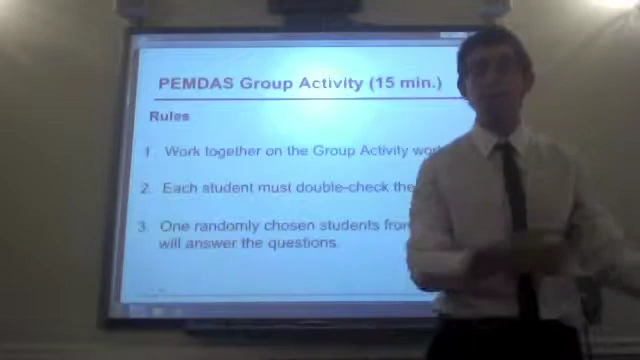 PEMDAS Group Activity (15 min.)
Rules
1. Work together on the Group Activity
2. Each student must double-check the
3. One randomly chosen students
will answer the questions.